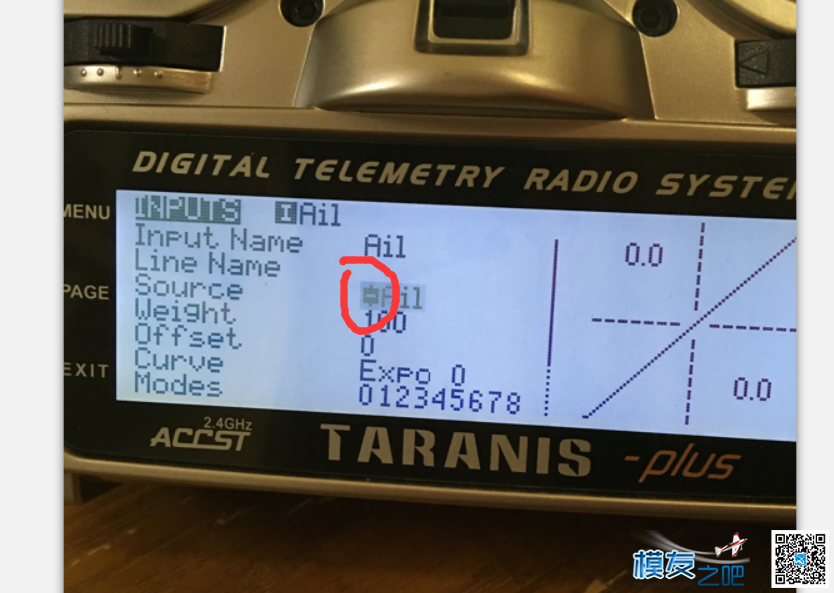 DIGITAL TELEMETRY RADIO SYSTE
MENU
PAGE
EXIT
INPUTS I Ail
Input Name Ail
Line Name
Source Ail
Weight 100
Offset 0
Curve Expo 0
Modes 012345678
0.0
0.0
2.4GHz
ACCST
TARANIS -plus
模友之吧